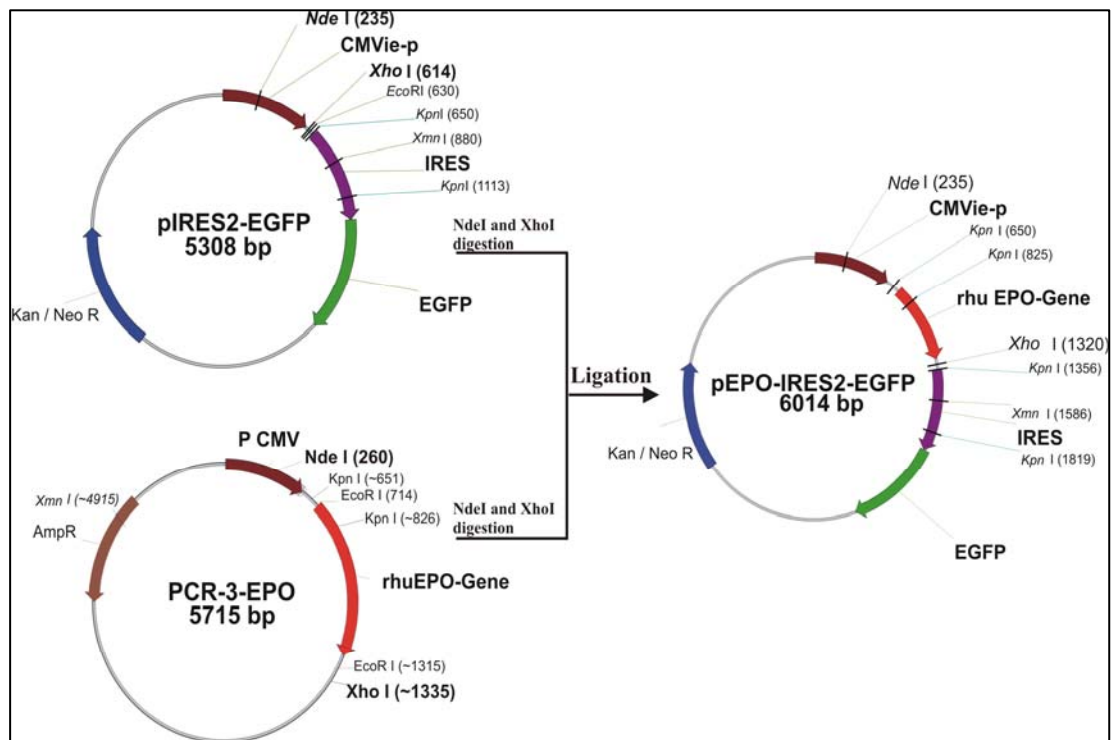 Nde I (235)
CMVie-p
Xho I (614)
EcoRI (630)
KpnI (650)
XmnI (880)
IRES
KpnI (1113)
pIRES2-EGFP
5308 bp
EGFP
Kan / Neo R
NdeI and XhoI
digestion
P CMV
Nde I (260)
Kpn I (~651)
EcoR I (714)
Kpn I (~826)
Xmn I (~4915)
AmpR
rhuEPO-Gene
PCR-3-EPO
5715 bp
EcoR I (~1315)
Xho I (~1335)
NdeI and XhoI
digestion
Ligation
Nde I (235)
CMVie-p
Kpn I (650)
Kpn I (825)
rhu EPO-Gene
Xho I (1320)
Kpn I (1356)
Xmn I (1586)
IRES
Kpn I (1819)
pEPO-IRES2-EGFP
6014 bp
Kan / Neo R
EGFP